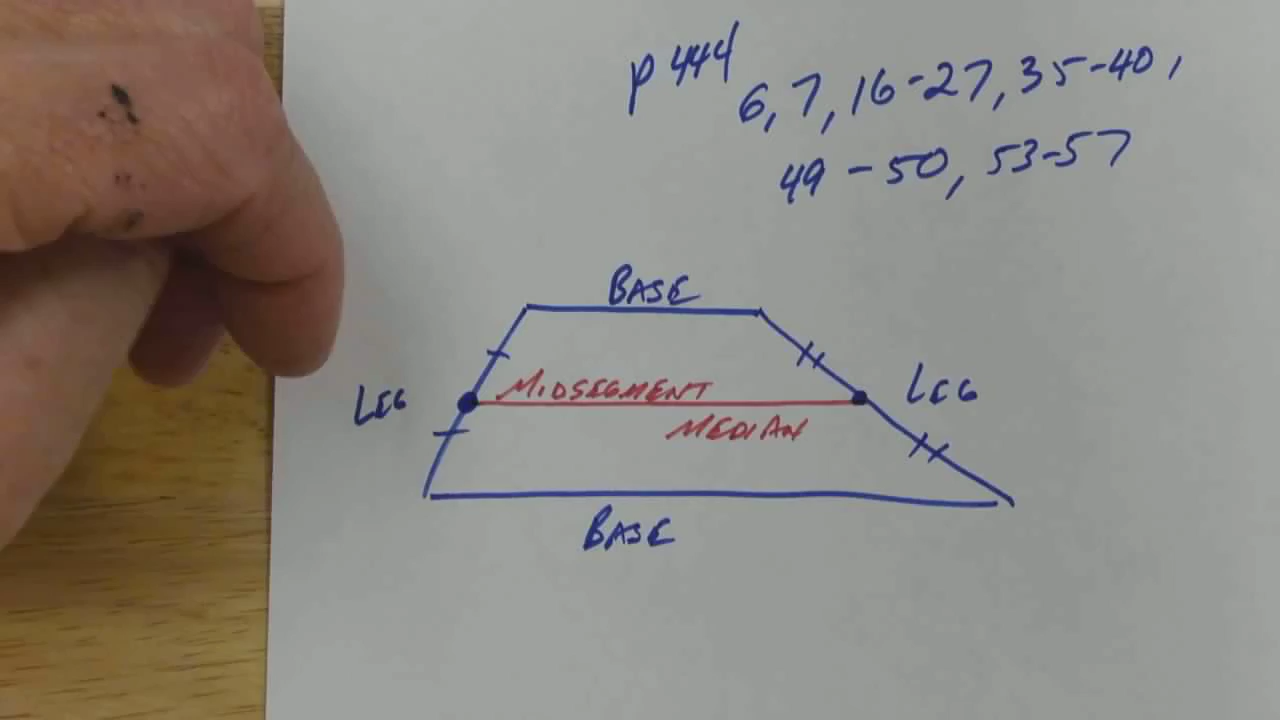 p 444
6, 7, 16-27, 35-40,
49-50, 53-57
BASE
MIDSEGMENT
LEG
LEG
MEDIAN
BASE